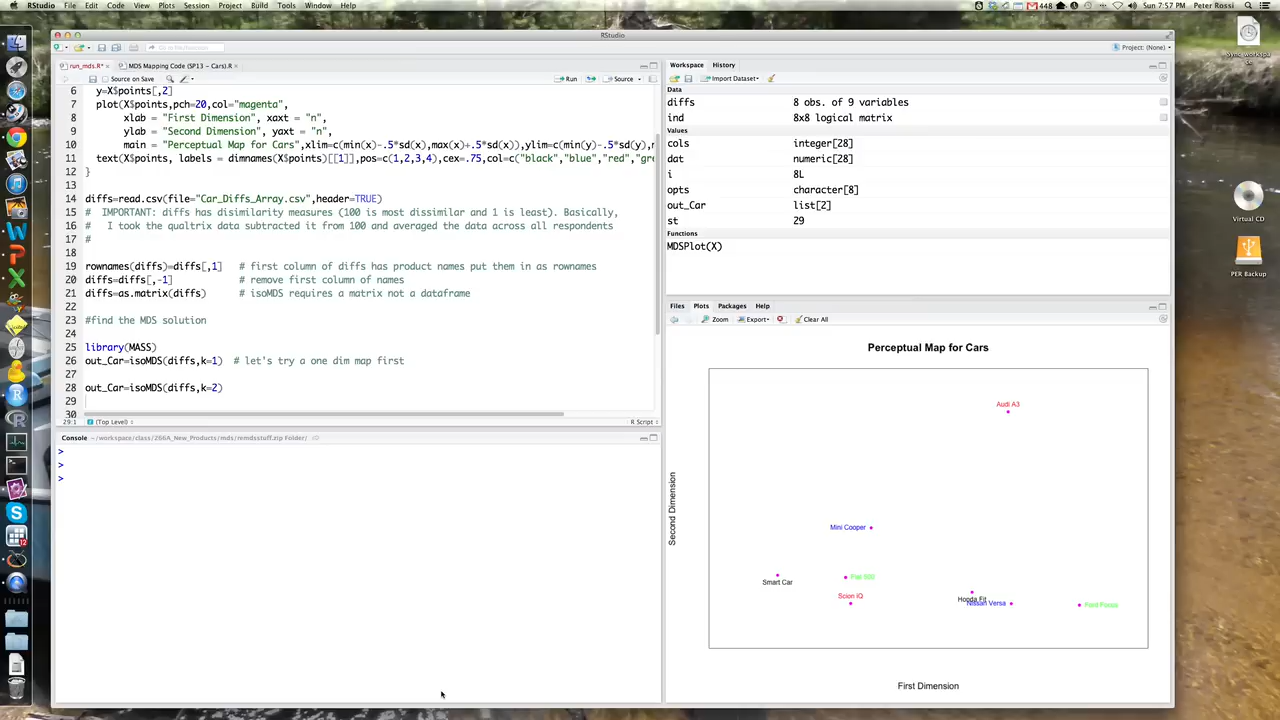 RStudio File Edit Code View Plots Session Project Build Tools Window Help
448 Sun 7:57 PM Peter Rossi
RStudio
Project: (None)
run_mds.R* MDS Mapping Code (SP13 - Cars).R
Source on Save Run Source
6 y=X$points[,2]
7 plot(X$points,pch=20,col="magenta",
8 xlab = "First Dimension", xaxt = "n",
9 ylab = "Second Dimension", yaxt = "n",
10 main = "Perceptual Map for Cars",xlim=c(min(x)-.5*sd(x),max(x)+.5*sd(x)),ylim=c(min(y)-.5*sd(y),m
11 text(X$points, labels = dimnames(X$points)[[1]],pos=c(1,2,3,4),cex=.75,col=c("black","blue","red","gre
12 }
13
14 diffs=read.csv(file="Car_Diffs_Array.csv",header=TRUE)
15 # IMPORTANT: diffs has disimilarity measures (100 is most dissimilar and 1 is least). Basically,
16 # I took the qualtrix data subtracted it from 100 and averaged the data across all respondents
17 #
18
19 rownames(diffs)=diffs[,1] # first column of diffs has product names put them in as rownames
20 diffs=diffs[,-1] # remove first column of names
21 diffs=as.matrix(diffs) # isoMDS requires a matrix not a dataframe
22
23 #find the MDS solution
24
25 library(MASS)
26 out_Car=isoMDS(diffs,k=1) # let's try a one dim map first
27
28 out_Car=isoMDS(diffs,k=2)
29
30
29:1 (Top Level) R Script
Console ~/workspace/class/266A_New_Products/mds/remdsstuff.zip Folder/
>
>
>
Workspace History
Import Dataset
Data
diffs 8 obs. of 9 variables
ind 8x8 logical matrix
Values
cols integer[28]
dat numeric[28]
i 8L
opts character[8]
out_Car list[2]
st 29
Functions
MDSPlot(X)
Files Plots Packages Help
Zoom Export Clear All
Perceptual Map for Cars
Audi A3
Mini Cooper
Smart Car
Fiat 500
Scion iQ
Honda Fit
Nissan Versa
Ford Focus
Second Dimension
First Dimension
Virtual CD
PER Backup
12